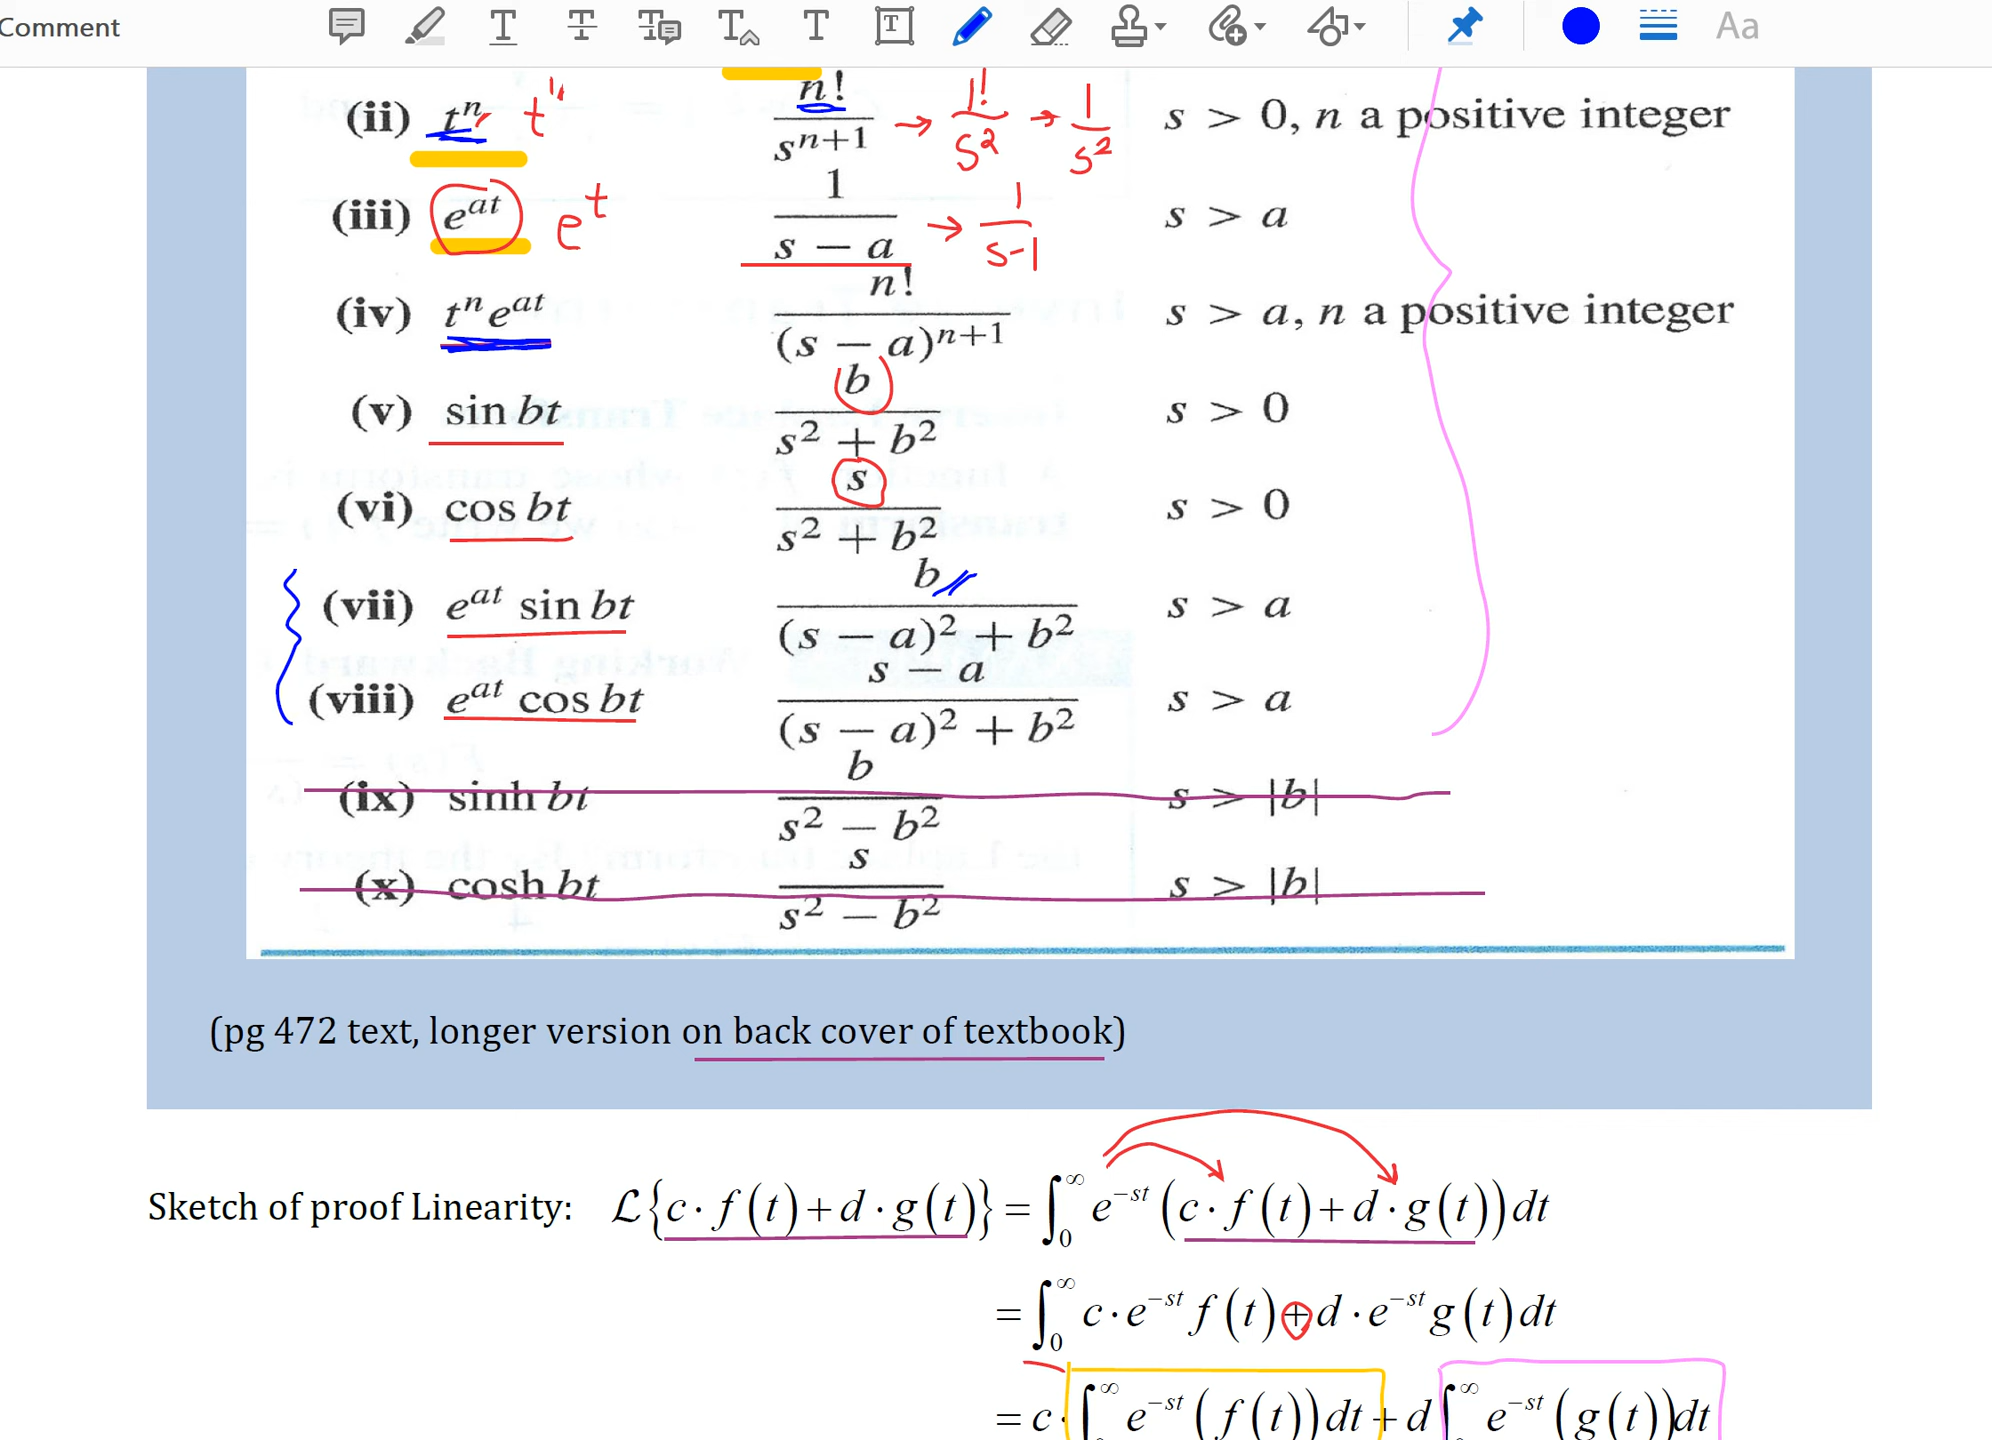 Comment T T T T T T Aa
(ii) tⁿ t¹ n!/sⁿ⁺¹ → 1!/s² → 1/s² s > 0, n a positive integer
(iii) eᵃᵗ eᵗ 1/(s − a) → 1/(s-1) s > a
(iv) tⁿeᵃᵗ n!/(s − a)ⁿ⁺¹ s > a, n a positive integer
(v) sin bt b/(s² + b²) s > 0
(vi) cos bt s/(s² + b²) s > 0
(vii) eᵃᵗ sin bt b/((s − a)² + b²) s > a
(viii) eᵃᵗ cos bt (s − a)/((s − a)² + b²) s > a
(ix) sinh bt b/(s² − b²) s > |b|
(x) cosh bt s/(s² − b²) s > |b|
(pg 472 text, longer version on back cover of textbook)
Sketch of proof Linearity: ℒ{c· f(t)+d·g(t)} = ∫₀^∞ e⁻ˢᵗ(c· f(t)+d·g(t))dt
= ∫₀^∞ c·e⁻ˢᵗ f(t)+d·e⁻ˢᵗ g(t)dt
= c·∫₀^∞ e⁻ˢᵗ(f(t))dt+d∫₀^∞ e⁻ˢᵗ(g(t))dt